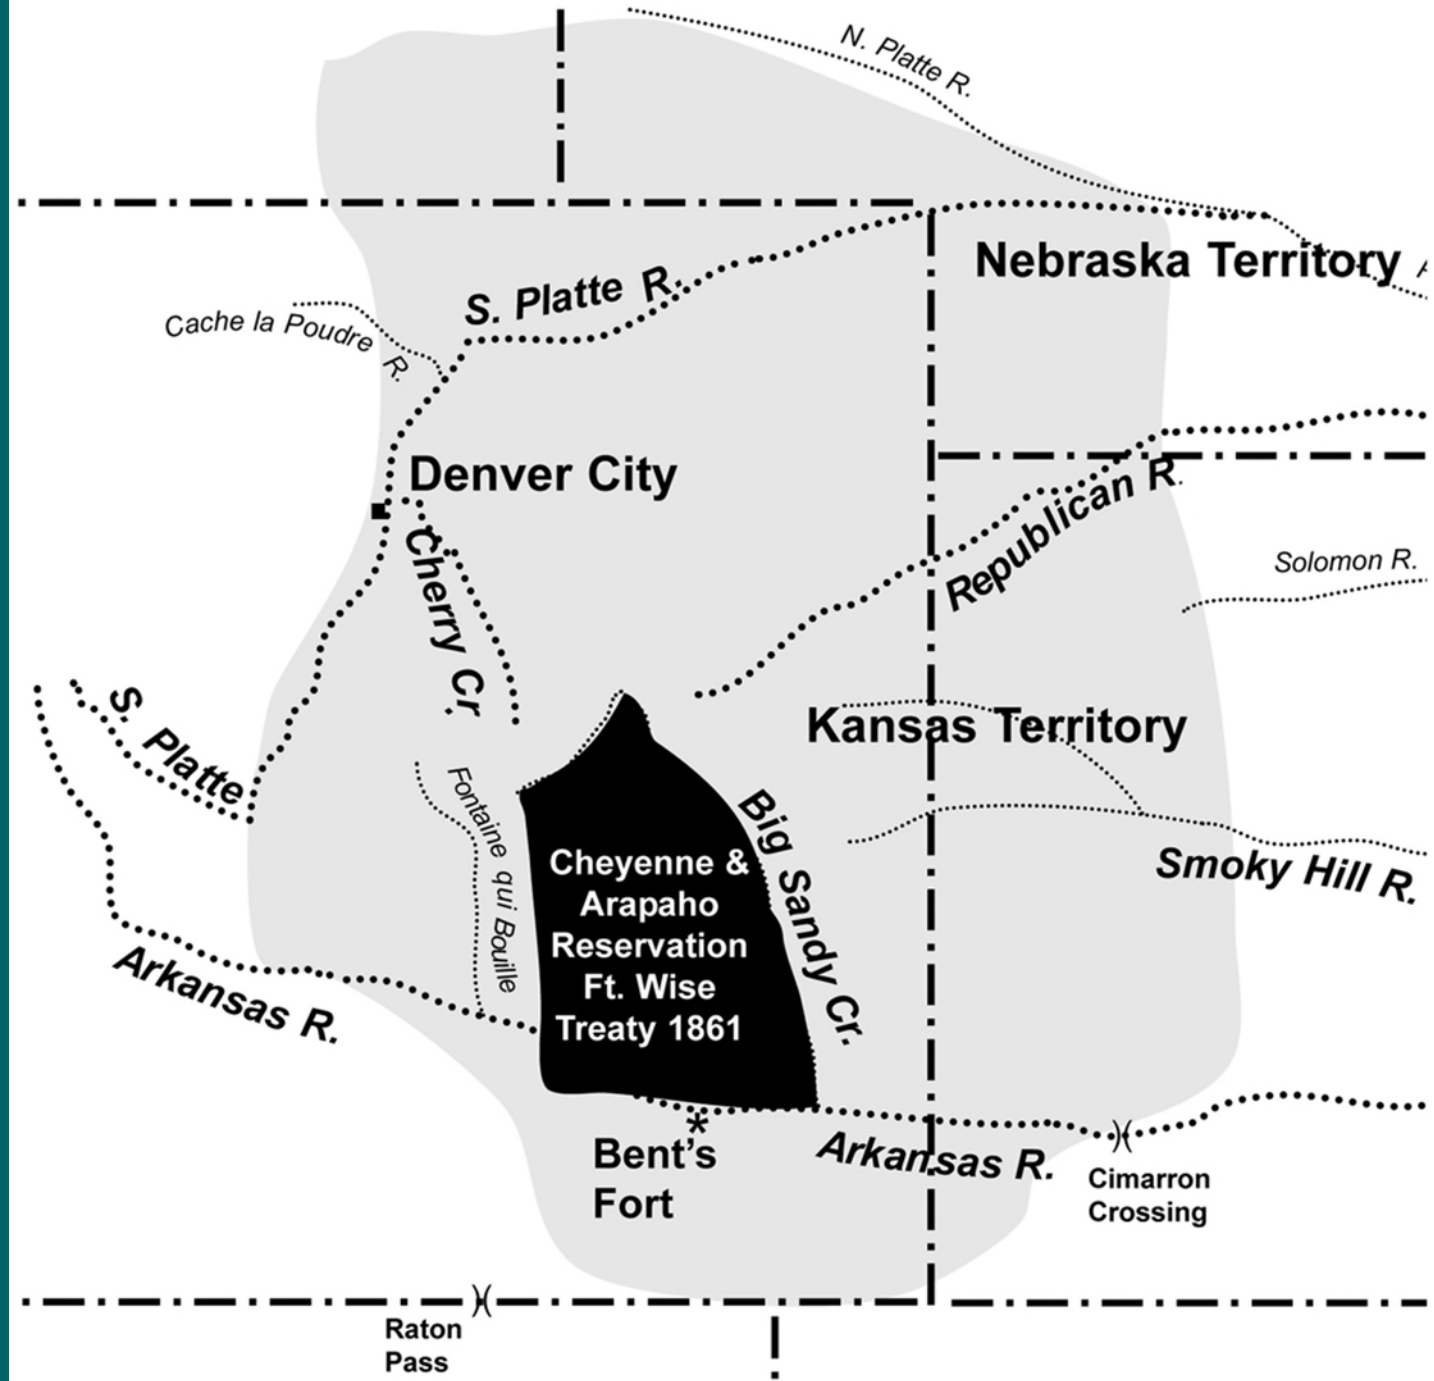 N. Platte R.
Nebraska Territory
S. Platte R.
Cache la Poudre R.
Denver City
Republican R.
Solomon R.
Cherry Cr.
S. Platte
Kansas Territory
Fontaine qui Bouille
Big Sandy Cr.
Cheyenne &
Arapaho
Reservation
Ft. Wise
Treaty 1861
Smoky Hill R.
Arkansas R.
Bent's
Fort
Arkansas R.
Cimarron
Crossing
Raton
Pass